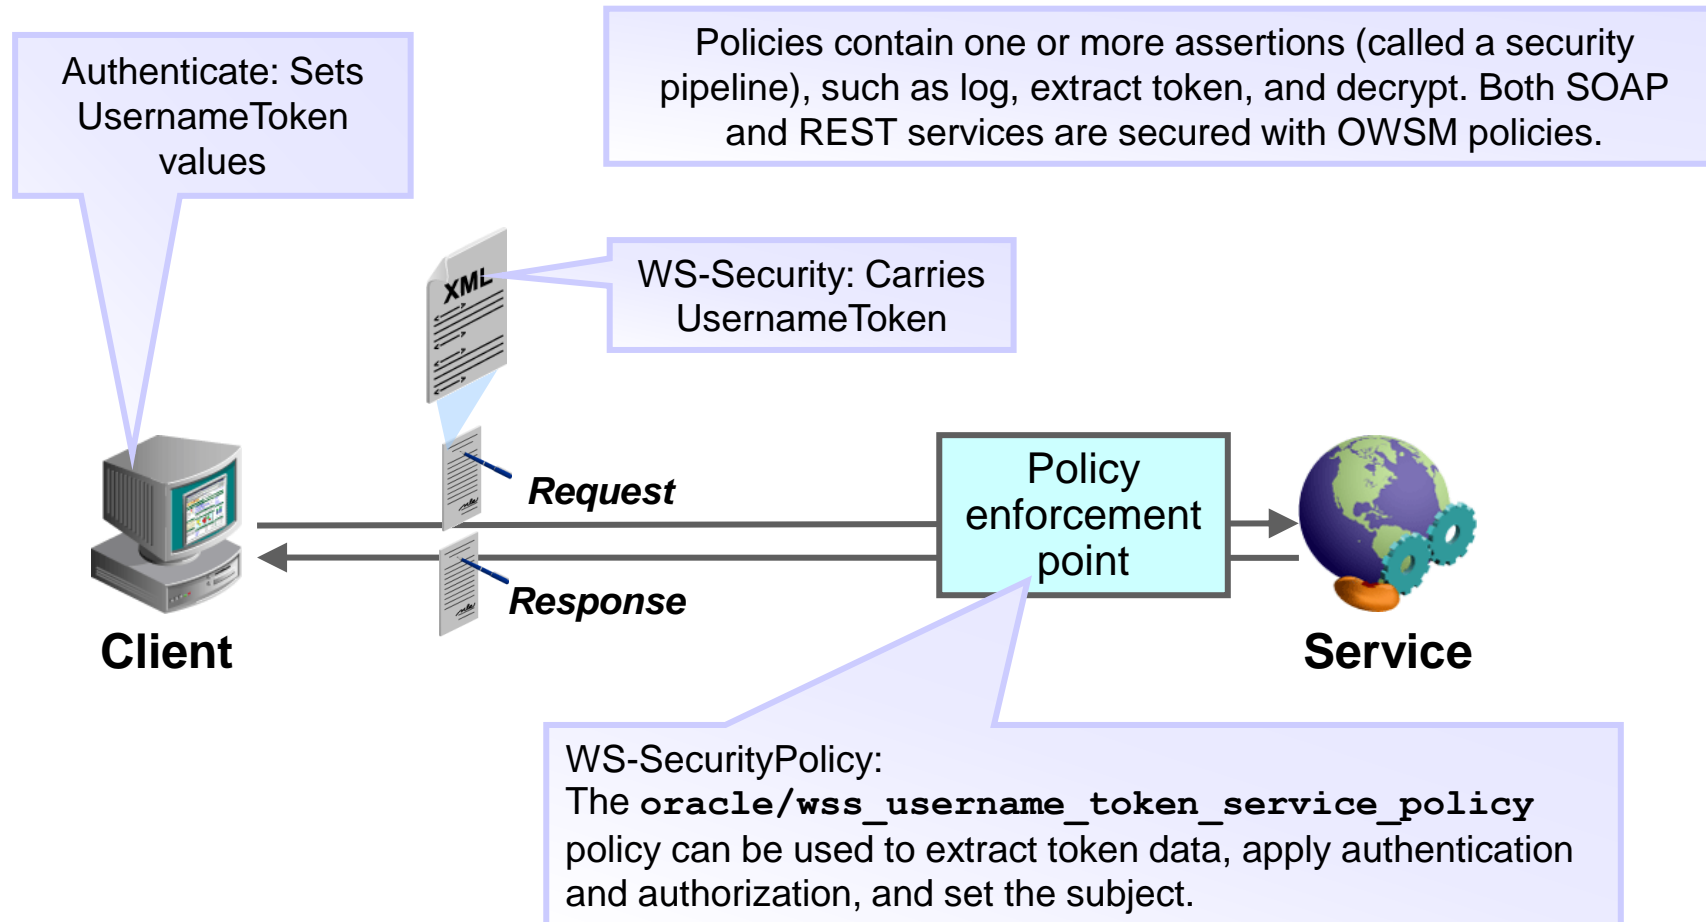 Policies contain one or more assertions (called a security
pipeline), such as log, extract token, and decrypt. Both SOAP
and REST services are secured with OWSM policies.
Authenticate: Sets
UsernameToken
values
XML
WS-Security: Carries
UsernameToken
Request
Response
Policy
enforcement
point
Client
Service
WS-SecurityPolicy:
The oracle/wss_username_token_service_policy
policy can be used to extract token data, apply authentication
and authorization, and set the subject.